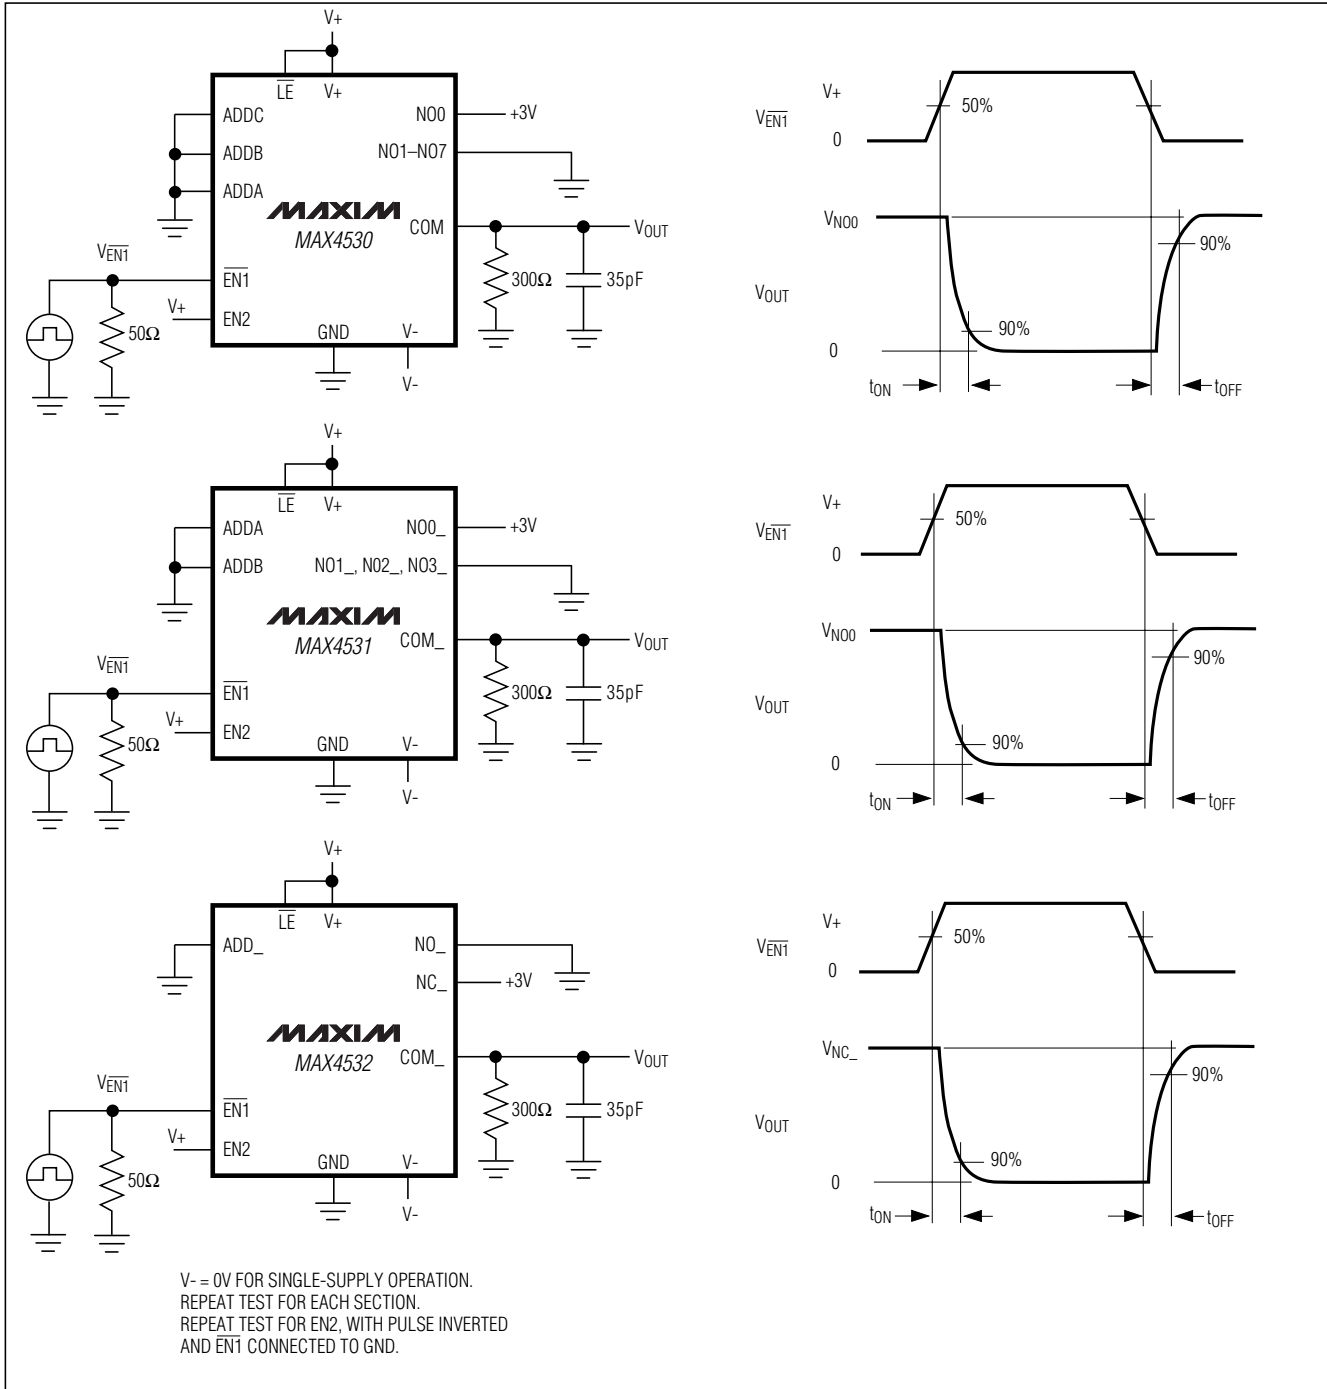 V+
LE V+
ADDC NO0 +3V
ADDB NO1–NO7
ADDA
MAXIM
MAX4530
COM VOUT
VEN1
EN1
300Ω 35pF
V+ EN2
50Ω
GND V-
V-
V+
VEN1 50%
0
VNO0
90%
VOUT
90%
0
tON tOFF
V+
LE V+
ADDA NO0_ +3V
ADDB NO1_, NO2_, NO3_
MAXIM
MAX4531
COM_ VOUT
VEN1
EN1
300Ω 35pF
V+ EN2
50Ω
GND V-
V-
V+
VEN1 50%
0
VNO0
90%
VOUT
90%
0
tON tOFF
V+
LE V+
ADD_ NO_
NC_ +3V
MAXIM
MAX4532
COM_ VOUT
VEN1
EN1
300Ω 35pF
V+ EN2
50Ω
GND V-
V-
V+
VEN1 50%
0
VNC_
90%
VOUT
90%
0
tON tOFF
V- = 0V FOR SINGLE-SUPPLY OPERATION.
REPEAT TEST FOR EACH SECTION.
REPEAT TEST FOR EN2, WITH PULSE INVERTED
AND EN1 CONNECTED TO GND.